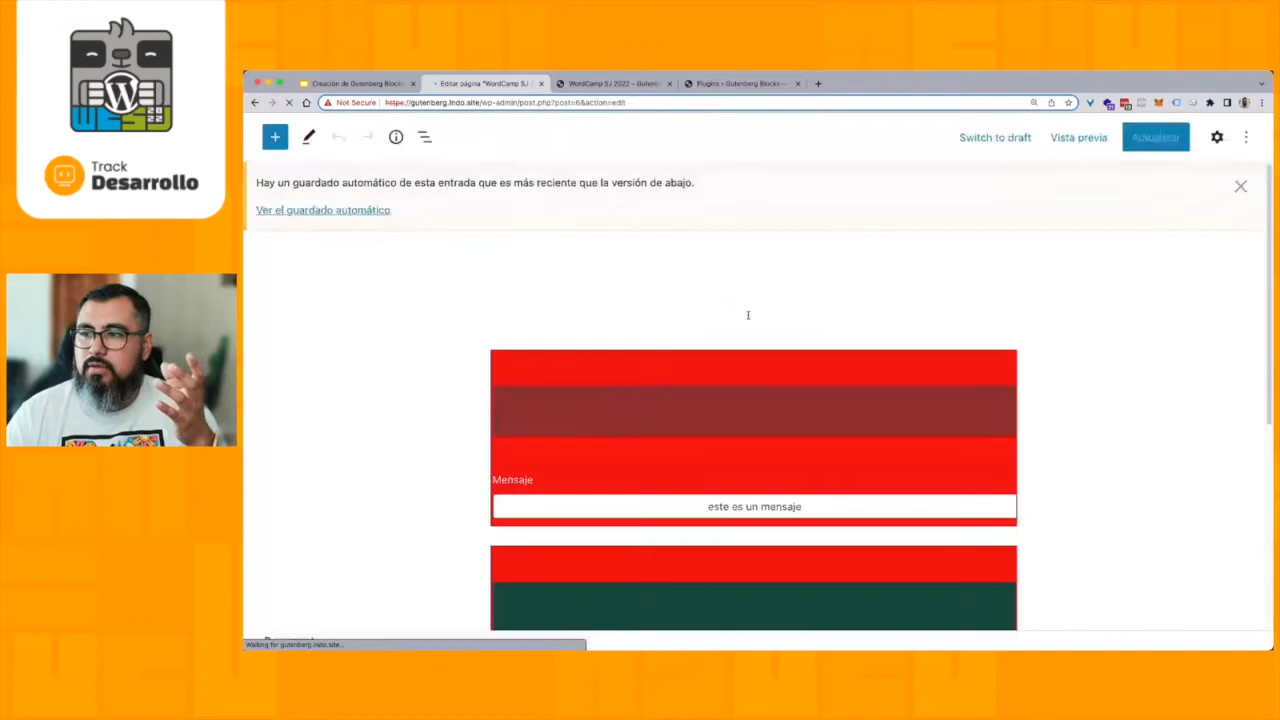 WCSJ
2022
Track
Desarrollo
Creación de Gutenberg Blocks
Editar página "WordCamp SJ
WordCamp SJ 2022 – Gutenb
Plugins ‹ Gutenberg Blocks —
Not Secure
https://gutenberg.lndo.site/wp-admin/post.php?post=6&action=edit
Switch to draft
Vista previa
Actualizar
Hay un guardado automático de esta entrada que es más reciente que la versión de abajo.
Ver el guardado automático
Mensaje
este es un mensaje
Waiting for gutenberg.lndo.site...